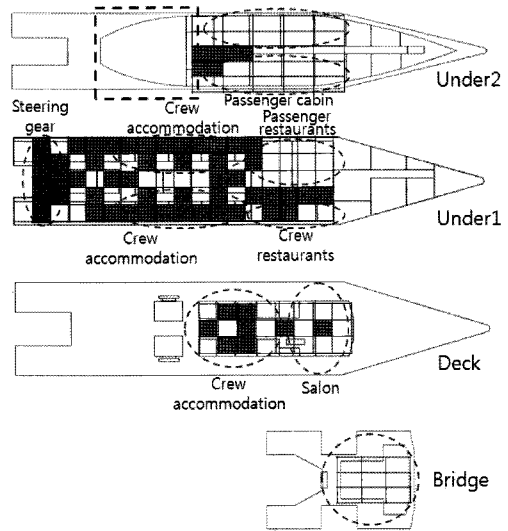 Under2
Steering
gear
Crew
accommodation
Passenger cabin
Passenger
restaurants
Under1
Crew
accommodation
Crew
restaurants
Deck
Crew
accommodation
Salon
Bridge